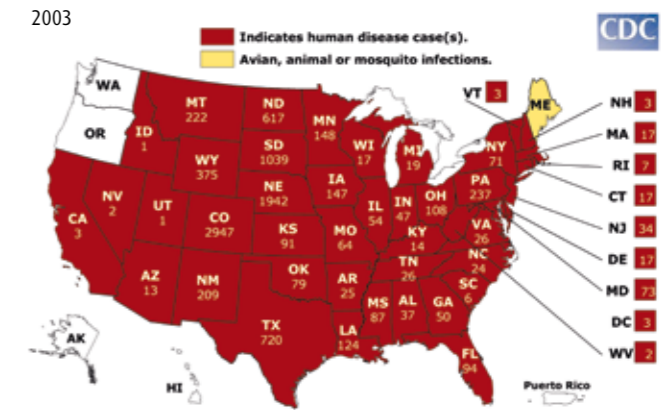 2003
Indicates human disease case(s).
Avian, animal or mosquito infections.
CDC
WA
OR
MT
222
ND
617
MN
148
VT 3
ME
NH 3
ID
1
SD
1039
WI
17
MI
19
NY
71
MA 17
WY
375
RI 7
NE
1942
IA
147
PA
237
CT 17
NV
2
UT
1
CO
2947
IL
54
IN
47
OH
108
NJ 34
CA
3
KS
91
MO
64
KY
14
VA
26
DE 17
AZ
13
NM
209
OK
79
AR
25
TN
26
NC
24
MD 73
SC
6
DC 3
TX
720
MS
87
AL
37
GA
50
LA
124
WV 2
AK
FL
94
HI
Puerto Rico